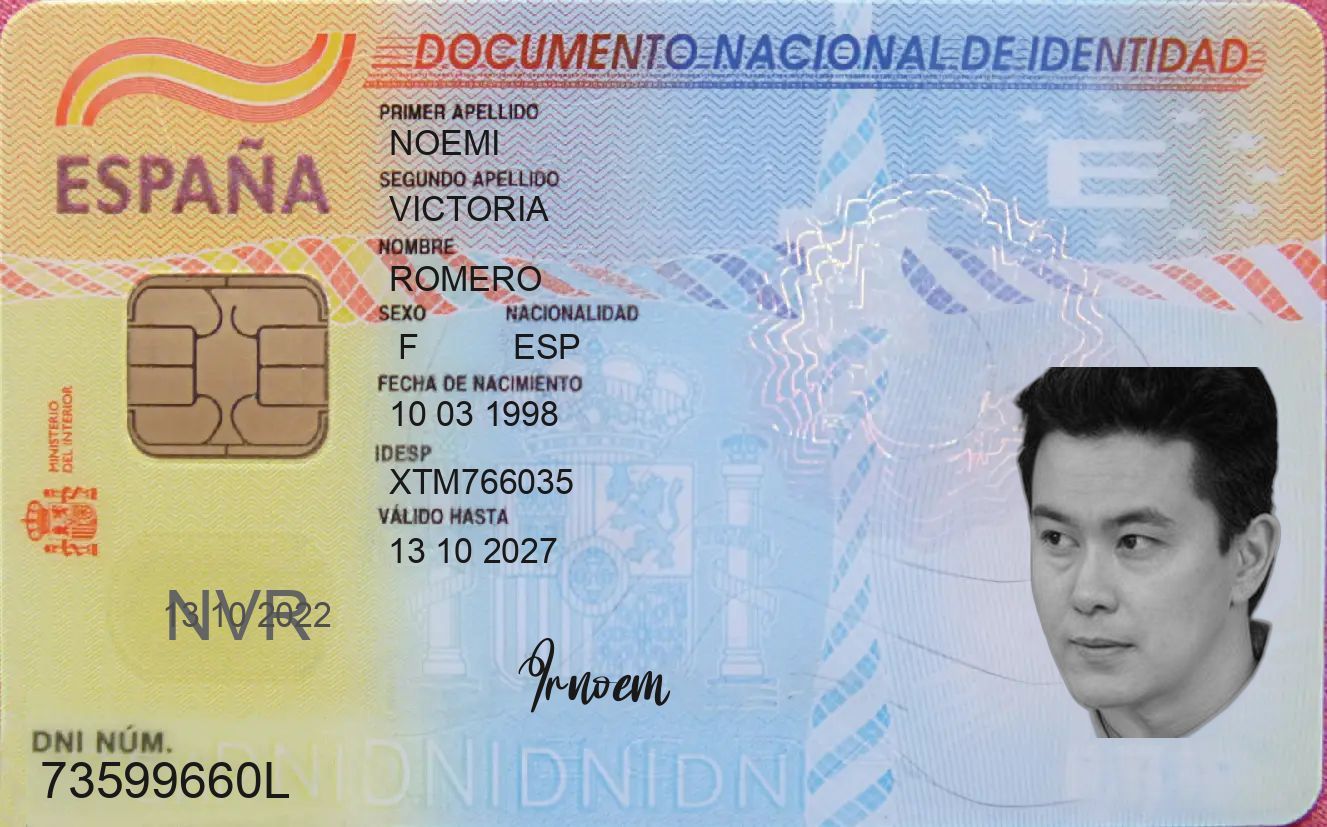 DOCUMENTO NACIONAL DE IDENTIDAD
ESPAÑA
PRIMER APELLIDO
NOEMI
SEGUNDO APELLIDO
VICTORIA
NOMBRE
ROMERO
SEXO NACIONALIDAD
F ESP
FECHA DE NACIMIENTO
10 03 1998
IDESP
XTM766035
VÁLIDO HASTA
13 10 2027
MINISTERIO
DEL INTERIOR
E
NVR
13 10 2022
Irnoem
DNI NÚM.
73599660L
DNIDNIDNIDNI